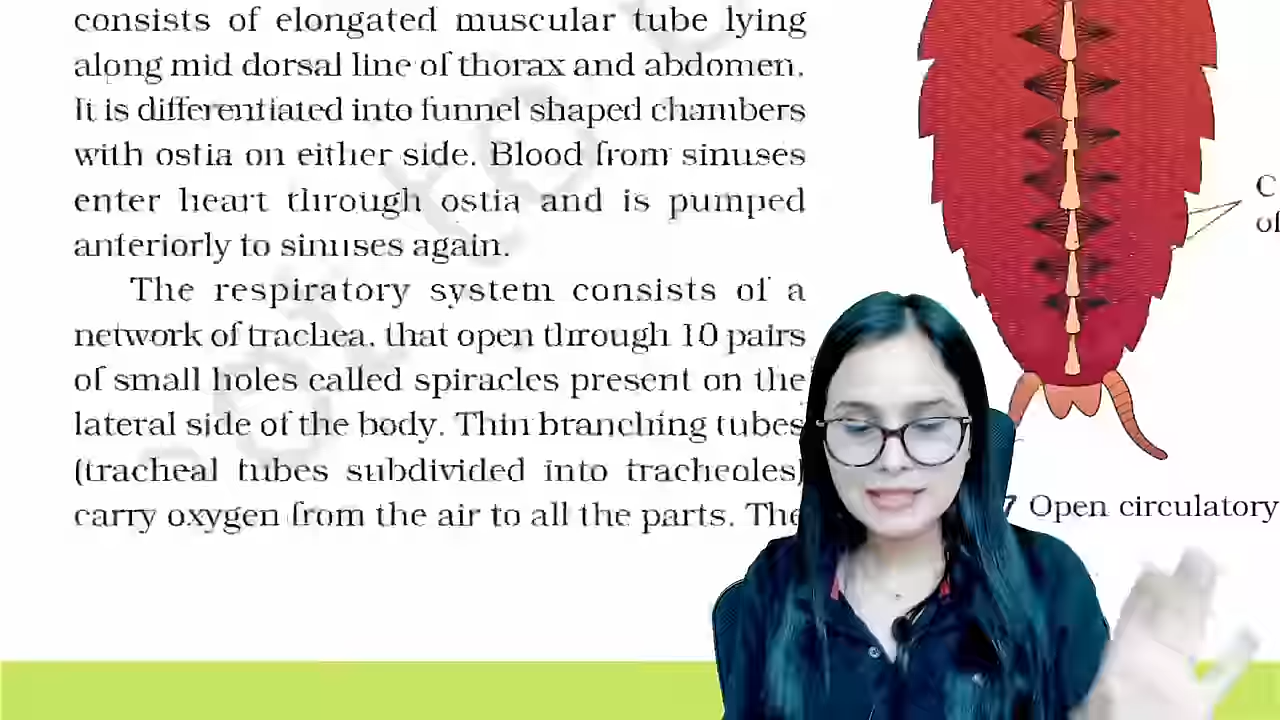 consists of elongated muscular tube lying
along mid dorsal line of thorax and abdomen.
It is differentiated into funnel shaped chambers
with ostia on either side. Blood from sinuses
enter heart through ostia and is pumped
anteriorly to sinuses again.
The respiratory system consists of a
network of trachea, that open through 10 pairs
of small holes called spiracles present on the
lateral side of the body. Thin branching tubes
(tracheal tubes subdivided into tracheoles)
carry oxygen from the air to all the parts. The
C
of
7 Open circulatory